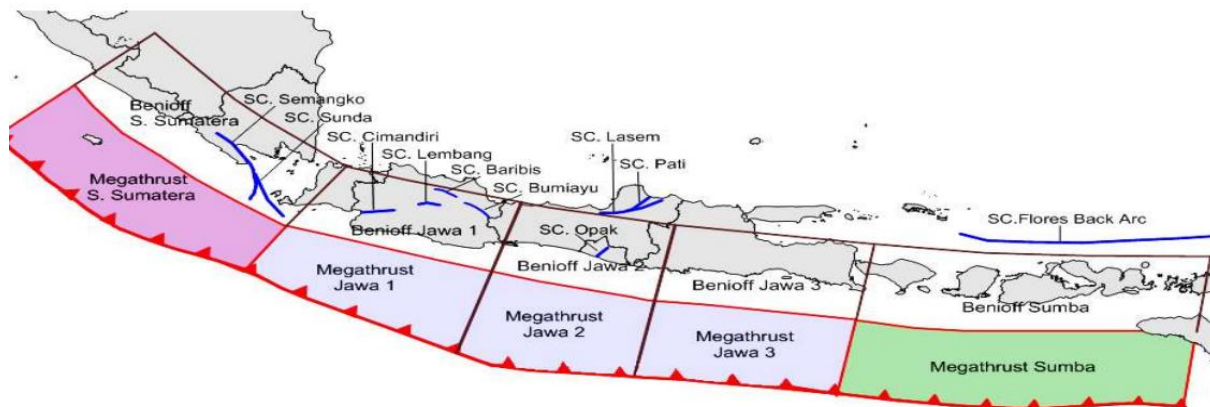 Benioff
S. Sumatera
SC. Semangko
SC. Sunda
SC. Cimandiri
SC. Lembang
SC. Baribis
SC. Bumiayu
SC. Lasem
SC. Pati
SC.Flores Back Arc
Megathrust
S. Sumatera
Benioff Jawa 1
SC. Opak
Benioff Jawa 2
Benioff Jawa 3
Benioff Sumba
Megathrust
Jawa 1
Megathrust
Jawa 2
Megathrust
Jawa 3
Megathrust Sumba